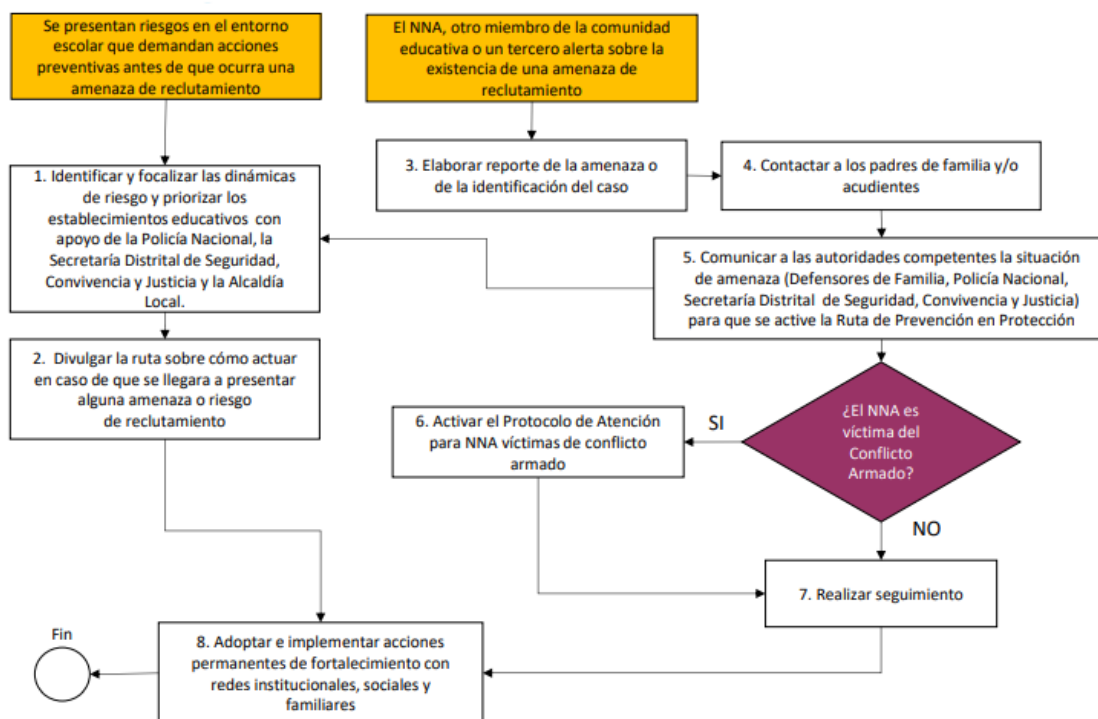 Se presentan riesgos en el entorno
escolar que demandan acciones
preventivas antes de que ocurra una
amenaza de reclutamiento
El NNA, otro miembro de la comunidad
educativa o un tercero alerta sobre la
existencia de una amenaza de
reclutamiento
1. Identificar y focalizar las dinámicas
de riesgo y priorizar los
establecimientos educativos con
apoyo de la Policía Nacional, la
Secretaría Distrital de Seguridad,
Convivencia y Justicia y la Alcaldía
Local.
2. Divulgar la ruta sobre cómo actuar
en caso de que se llegara a presentar
alguna amenaza o riesgo
de reclutamiento
3. Elaborar reporte de la amenaza o
de la identificación del caso
4. Contactar a los padres de familia y/o
acudientes
5. Comunicar a las autoridades competentes la situación
de amenaza (Defensores de Familia, Policía Nacional,
Secretaría Distrital de Seguridad, Convivencia y Justicia)
para que se active la Ruta de Prevención en Protección
¿El NNA es
víctima del
Conflicto
Armado?
SI
6. Activar el Protocolo de Atención
para NNA víctimas de conflicto
armado
NO
7. Realizar seguimiento
8. Adoptar e implementar acciones
permanentes de fortalecimiento con
redes institucionales, sociales y
familiares
Fin